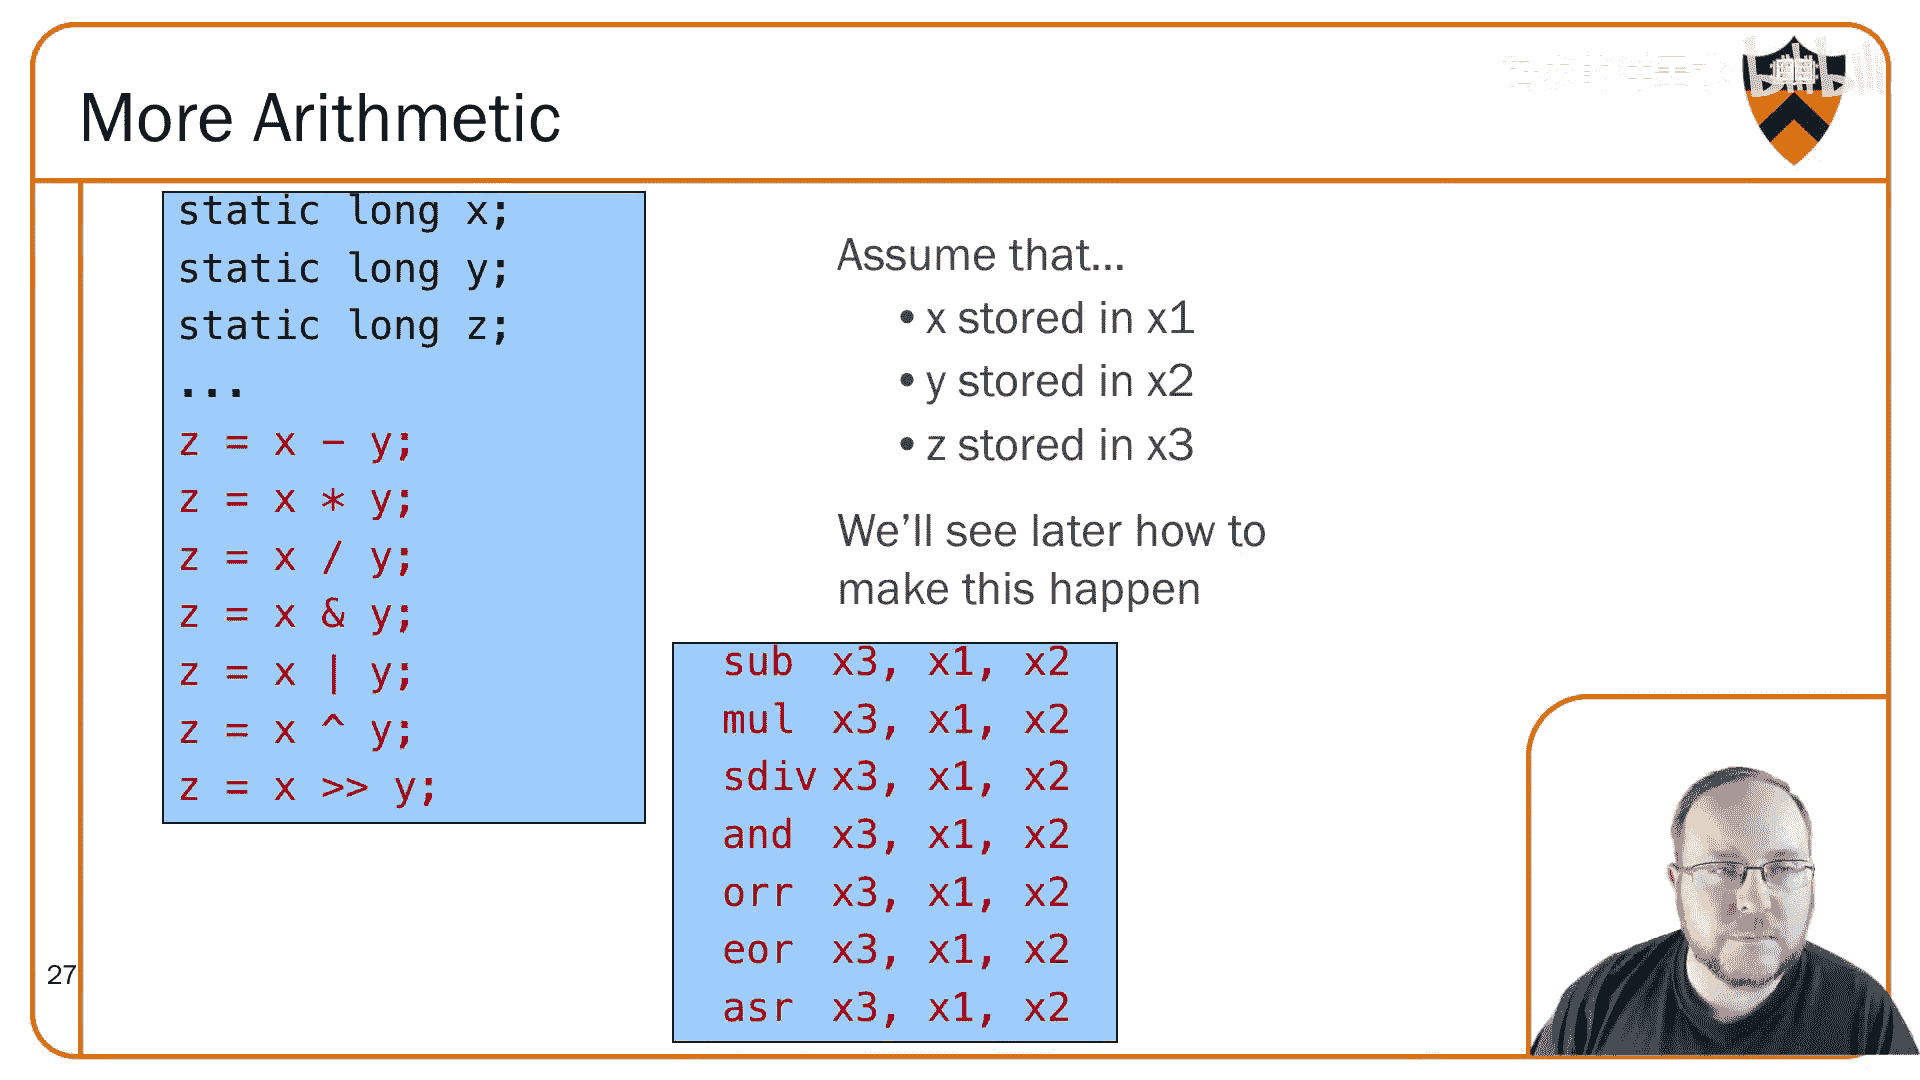 More Arithmetic
static long x;
static long y;
static long z;
...
z = x − y;
z = x * y;
z = x / y;
z = x & y;
z = x | y;
z = x ^ y;
z = x >> y;
Assume that…
• x stored in x1
• y stored in x2
• z stored in x3
We’ll see later how to
make this happen
sub x3, x1, x2
mul x3, x1, x2
sdiv x3, x1, x2
and x3, x1, x2
orr x3, x1, x2
eor x3, x1, x2
asr x3, x1, x2
27
bilibili